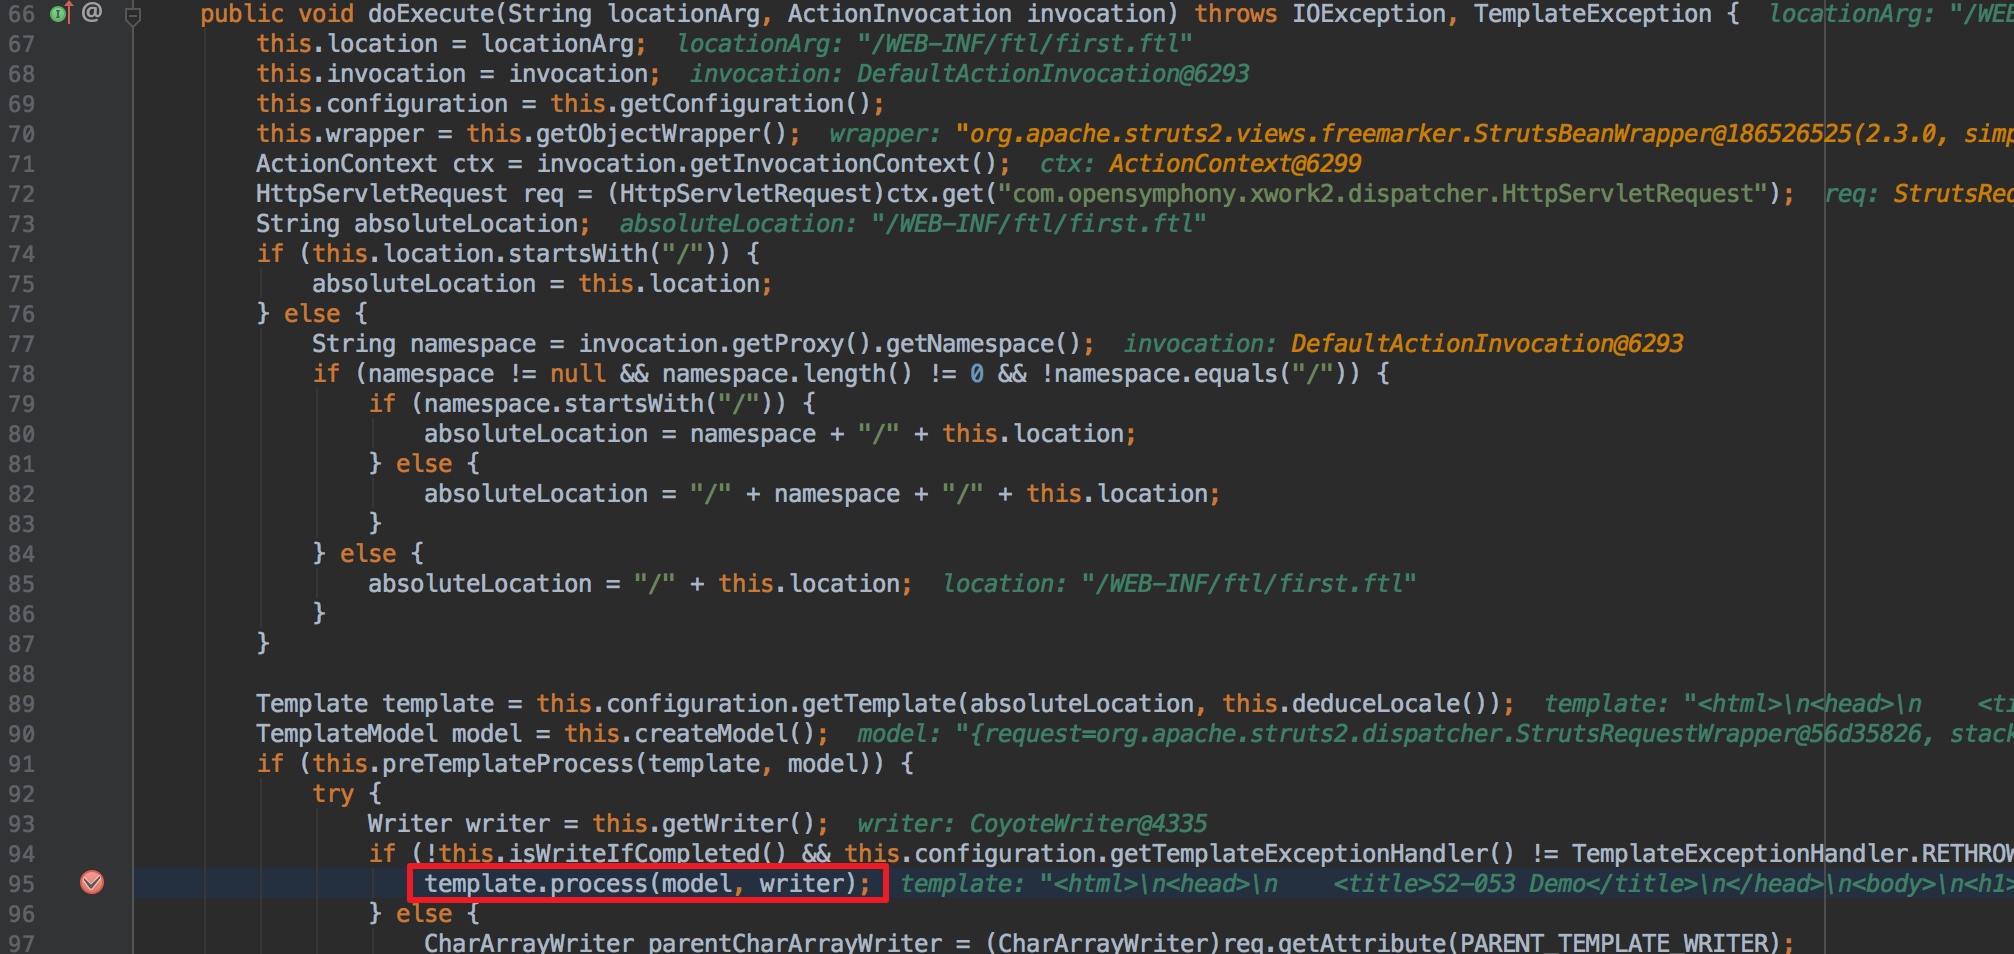 66 @ public void doExecute(String locationArg, ActionInvocation invocation) throws IOException, TemplateException { locationArg: "/WE
67 this.location = locationArg; locationArg: "/WEB-INF/ftl/first.ftl"
68 this.invocation = invocation; invocation: DefaultActionInvocation@6293
69 this.configuration = this.getConfiguration();
70 this.wrapper = this.getObjectWrapper(); wrapper: "org.apache.struts2.views.freemarker.StrutsBeanWrapper@186526525(2.3.0, simp
71 ActionContext ctx = invocation.getInvocationContext(); ctx: ActionContext@6299
72 HttpServletRequest req = (HttpServletRequest)ctx.get("com.opensymphony.xwork2.dispatcher.HttpServletRequest"); req: StrutsReq
73 String absoluteLocation; absoluteLocation: "/WEB-INF/ftl/first.ftl"
74 if (this.location.startsWith("/")) {
75 absoluteLocation = this.location;
76 } else {
77 String namespace = invocation.getProxy().getNamespace(); invocation: DefaultActionInvocation@6293
78 if (namespace != null && namespace.length() != 0 && !namespace.equals("/")) {
79 if (namespace.startsWith("/")) {
80 absoluteLocation = namespace + "/" + this.location;
81 } else {
82 absoluteLocation = "/" + namespace + "/" + this.location;
83 }
84 } else {
85 absoluteLocation = "/" + this.location; location: "/WEB-INF/ftl/first.ftl"
86 }
87 }
88
89 Template template = this.configuration.getTemplate(absoluteLocation, this.deduceLocale()); template: "<html>\n<head>\n <ti
90 TemplateModel model = this.createModel(); model: "{request=org.apache.struts2.dispatcher.StrutsRequestWrapper@56d35826, stack
91 if (this.preTemplateProcess(template, model)) {
92 try {
93 Writer writer = this.getWriter(); writer: CoyoteWriter@4335
94 if (!this.isWriteIfCompleted() && this.configuration.getTemplateExceptionHandler() != TemplateExceptionHandler.RETHROW
95 template.process(model, writer); template: "<html>\n<head>\n <title>S2-053 Demo</title>\n</head>\n<body>\n<h1>
96 } else {
97 CharArrayWriter parentCharArrayWriter = (CharArrayWriter)req.getAttribute(PARENT_TEMPLATE_WRITER);